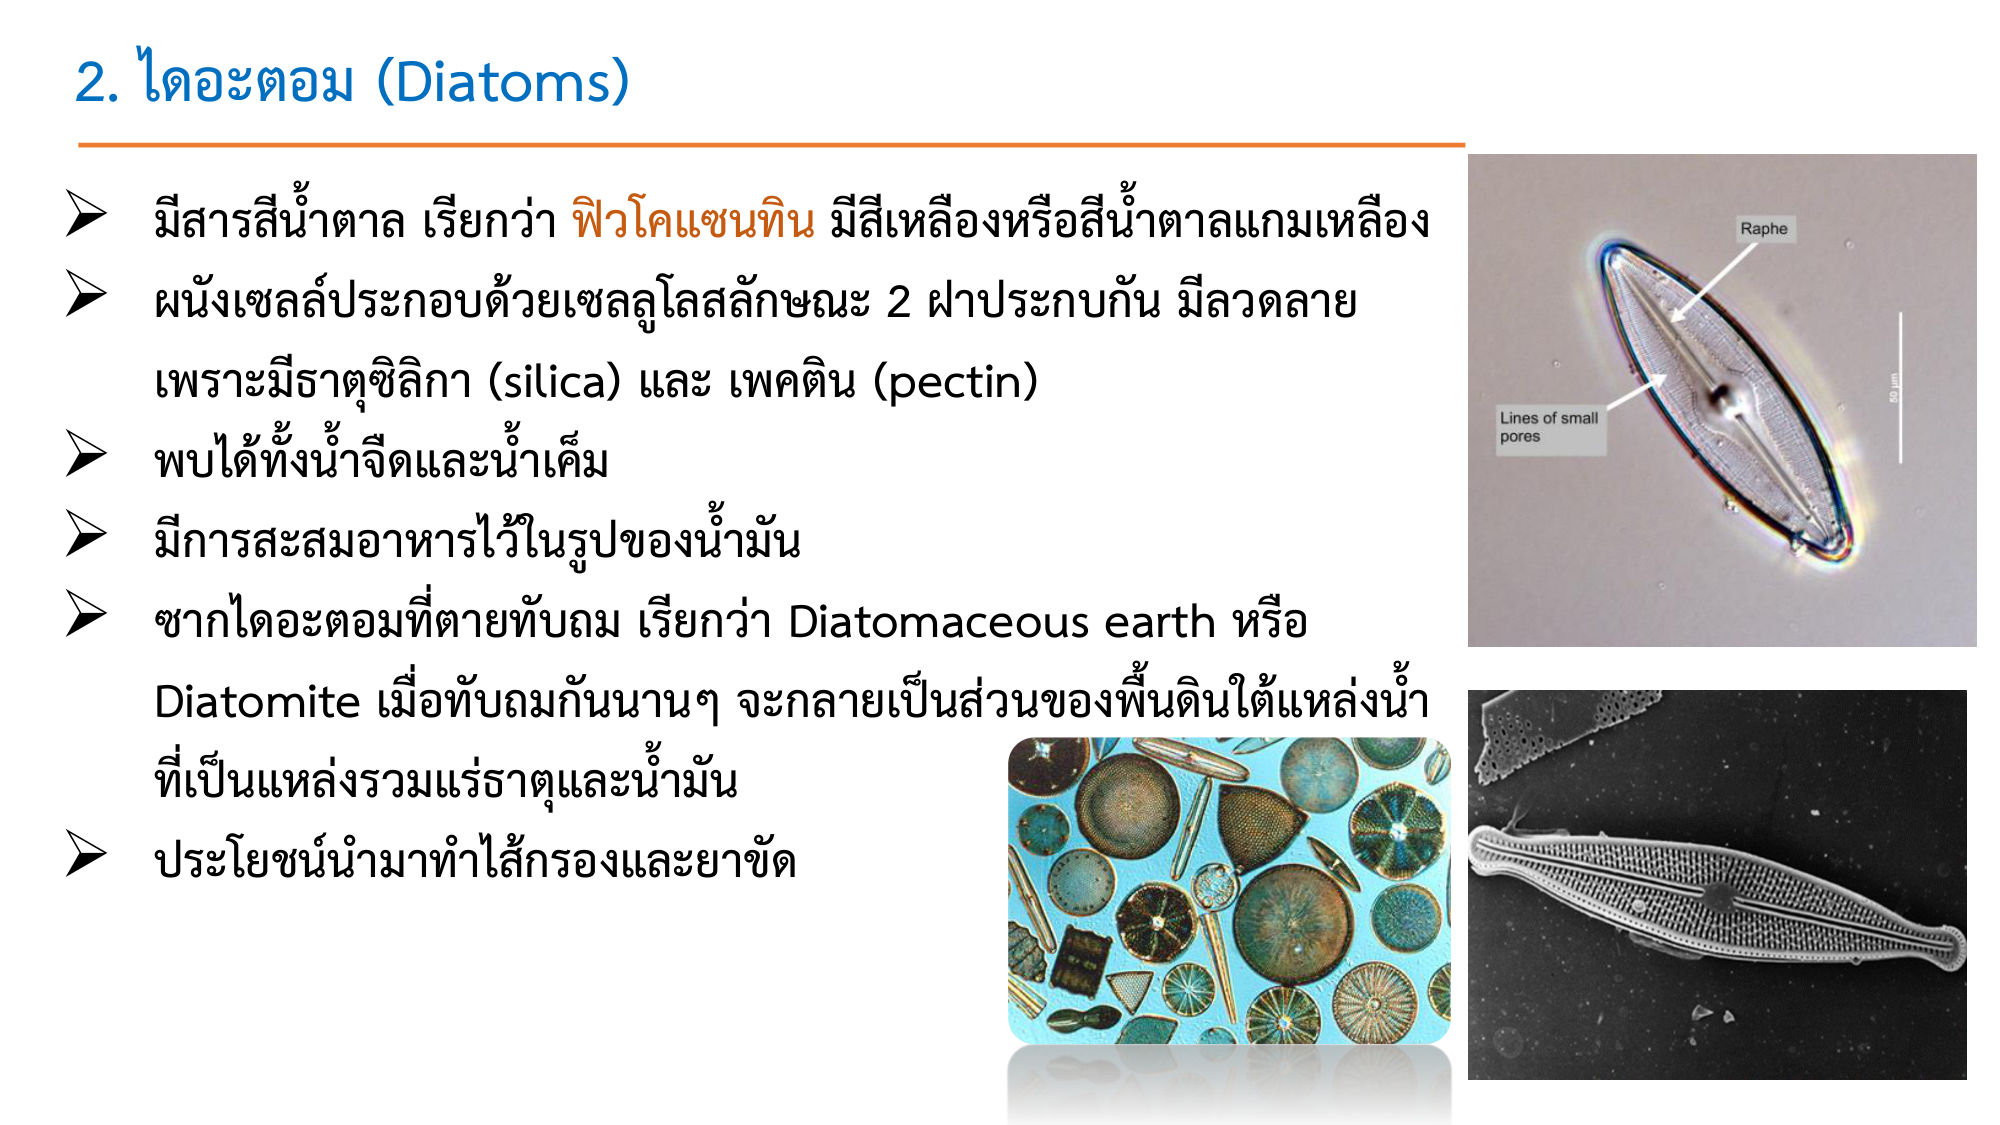 2. ไดอะตอม (Diatoms)
➢ มีสารสีน้ำตาล เรียกว่า ฟิวโคแซนทิน มีสีเหลืองหรือสีน้ำตาลแกมเหลือง
➢ ผนังเซลล์ประกอบด้วยเซลลูโลสลักษณะ 2 ฝาประกบกัน มีลวดลาย
เพราะมีธาตุซิลิกา (silica) และ เพคติน (pectin)
➢ พบได้ทั้งน้ำจืดและน้ำเค็ม
➢ มีการสะสมอาหารไว้ในรูปของน้ำมัน
➢ ซากไดอะตอมที่ตายทับถม เรียกว่า Diatomaceous earth หรือ
Diatomite เมื่อทับถมกันนานๆ จะกลายเป็นส่วนของพื้นดินใต้แหล่งน้ำ
ที่เป็นแหล่งรวมแร่ธาตุและน้ำมัน
➢ ประโยชน์นำมาทำไส้กรองและยาขัด
Raphe
Lines of small
pores
50 µm